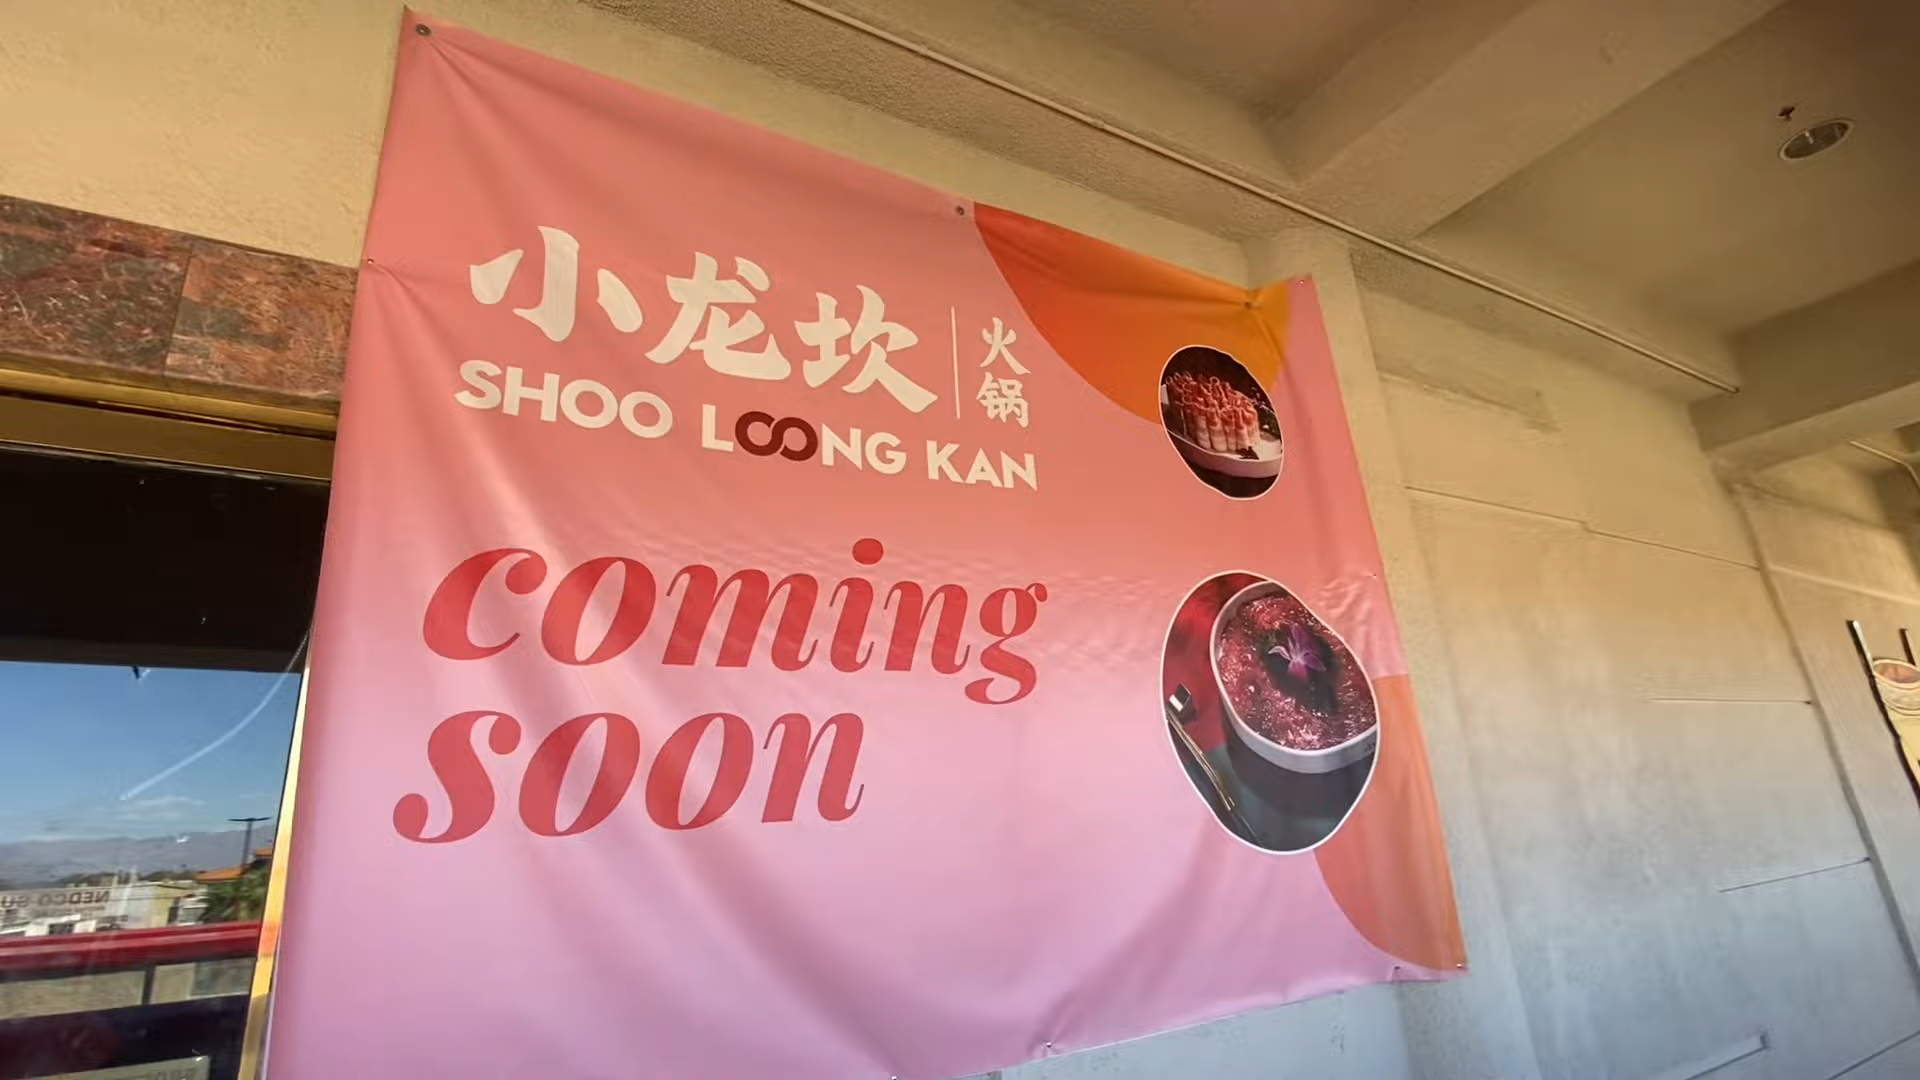 小龙坎
火锅
SHOO LOONG KAN
coming
soon